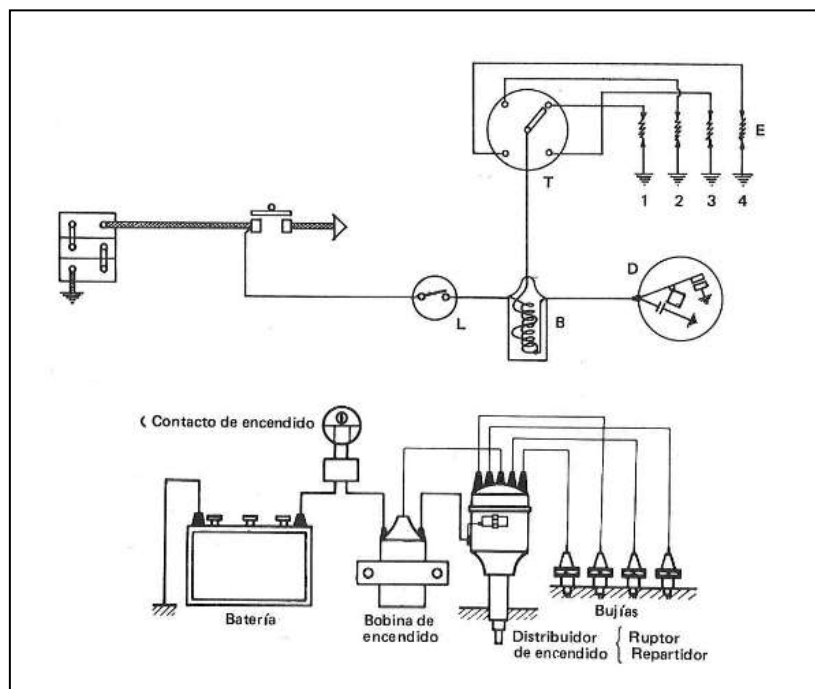 E
T
1 2 3 4
D
L
B
( Contacto de encendido
Batería
Bobina de
encendido
Bujías
Distribuidor
de encendido
{ Ruptor
Repartidor